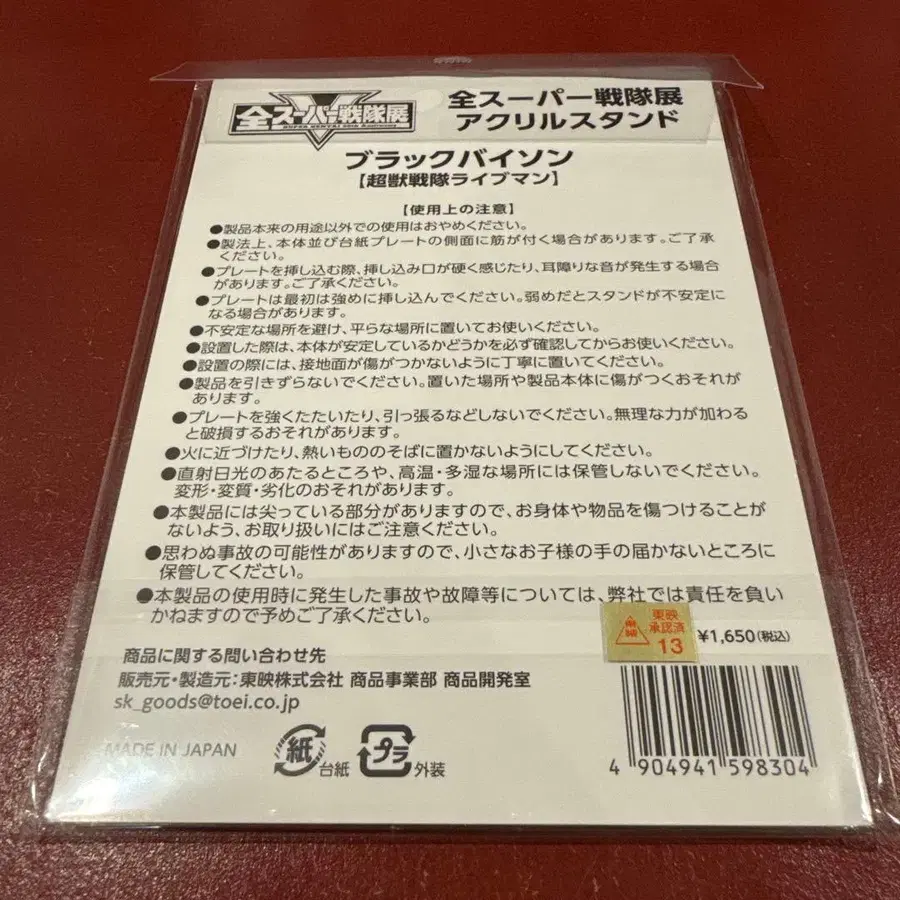 全スーパー戦隊展
SUPER SENTAI 50th Anniversary
全スーパー戦隊展
アクリルスタンド
ブラックバイソン
【超獣戦隊ライブマン】
【使用上の注意】
●製品本来の用途以外での使用はおやめください。
●製法上、本体並び台紙プレートの側面に筋が付く場合があります。ご了承
ください。
●プレートを挿し込む際、挿し込み口が硬く感じたり、耳障りな音が発生する場合
があります。ご了承ください。
●プレートは最初は強めに挿し込んでください。弱めだとスタンドが不安定に
なる場合があります。
●不安定な場所を避け、平らな場所に置いてお使いください。
●設置した際は、本体が安定しているかどうかを必ず確認してからお使いください。
●設置の際には、接地面が傷がつかないように丁寧に置いてください。
●製品を引きずらないでください。置いた場所や製品本体に傷がつくおそれが
あります。
●プレートを強くたたいたり、引っ張るなどしないでください。無理な力が加わる
と破損するおそれがあります。
●火に近づけたり、熱いもののそばに置かないようにしてください。
●直射日光のあたるところや、高温・多湿な場所には保管しないでください。
変形・変質・劣化のおそれがあります。
●本製品には尖っている部分がありますので、お身体や物品を傷つけることが
ないよう、お取り扱いにはご注意ください。
●思わぬ事故の可能性がありますので、小さなお子様の手の届かないところに
保管してください。
●本製品の使用時に発生した事故や故障等については、弊社では責任を負い
かねますので予めご了承ください。
東映
東映
承認済
13
¥1,650(税込)
商品に関する問い合わせ先
販売元・製造元:東映株式会社 商品事業部 商品開発室
sk_goods@toei.co.jp
MADE IN JAPAN
紙
台紙
プラ
外装
4 904941 598304